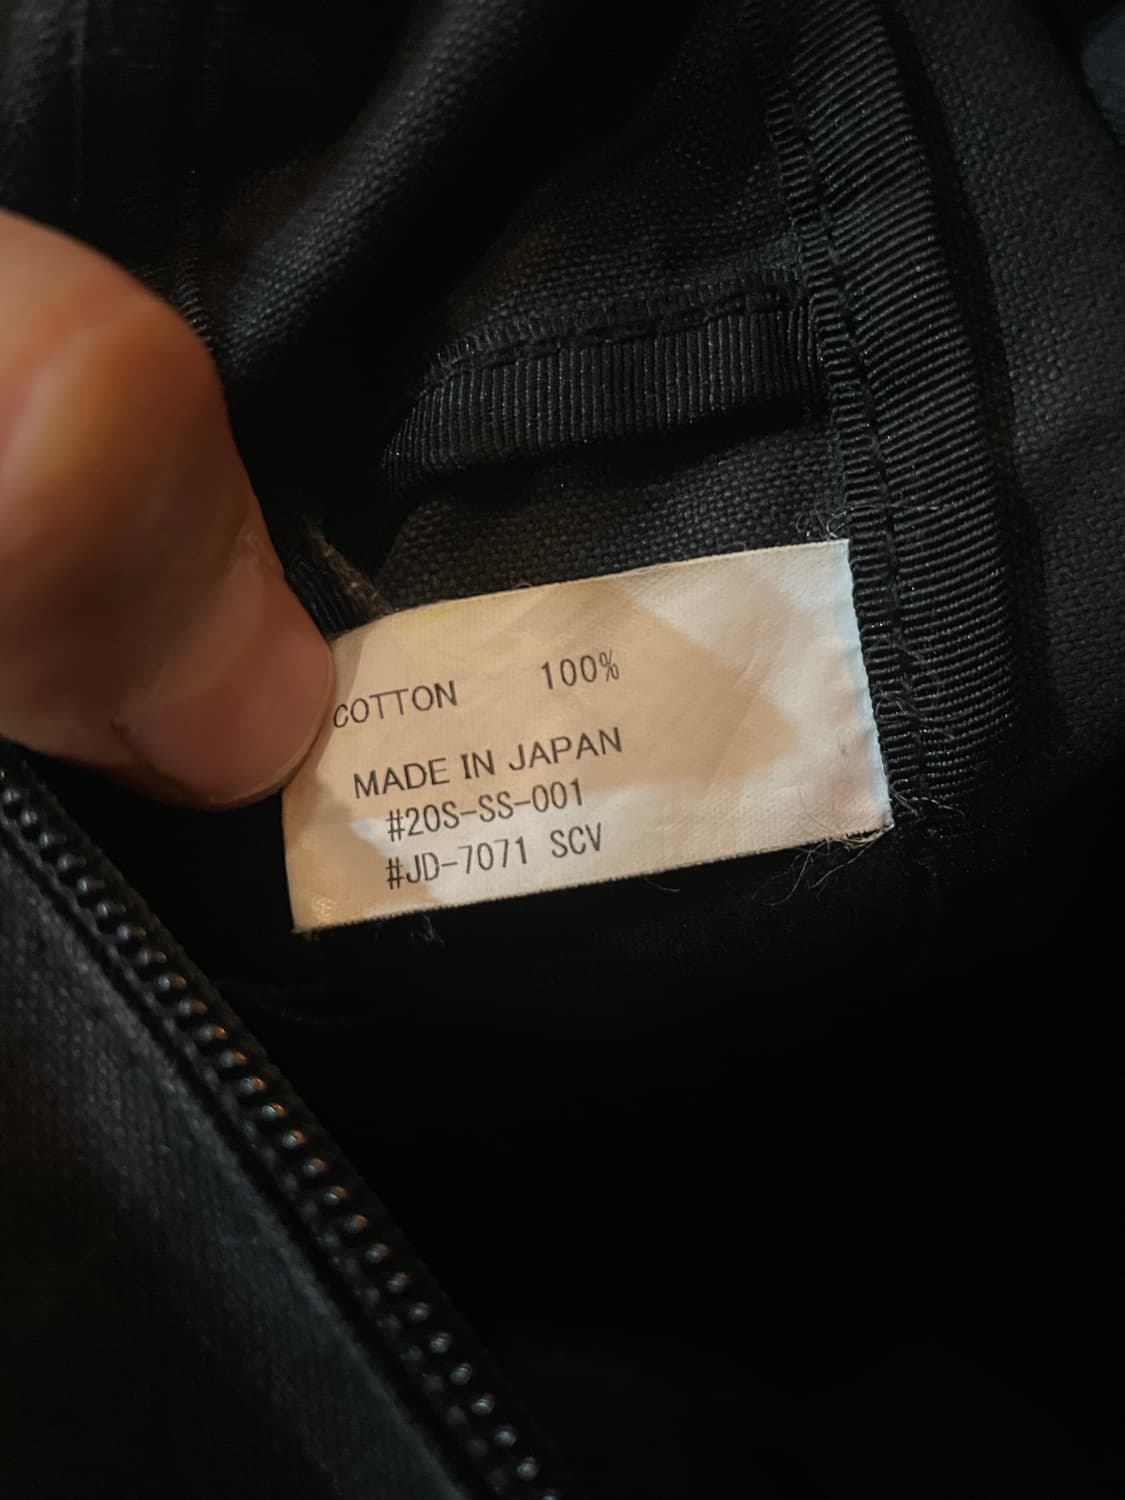 COTTON 100%
MADE IN JAPAN
#20S-SS-001
#JD-7071 SCV